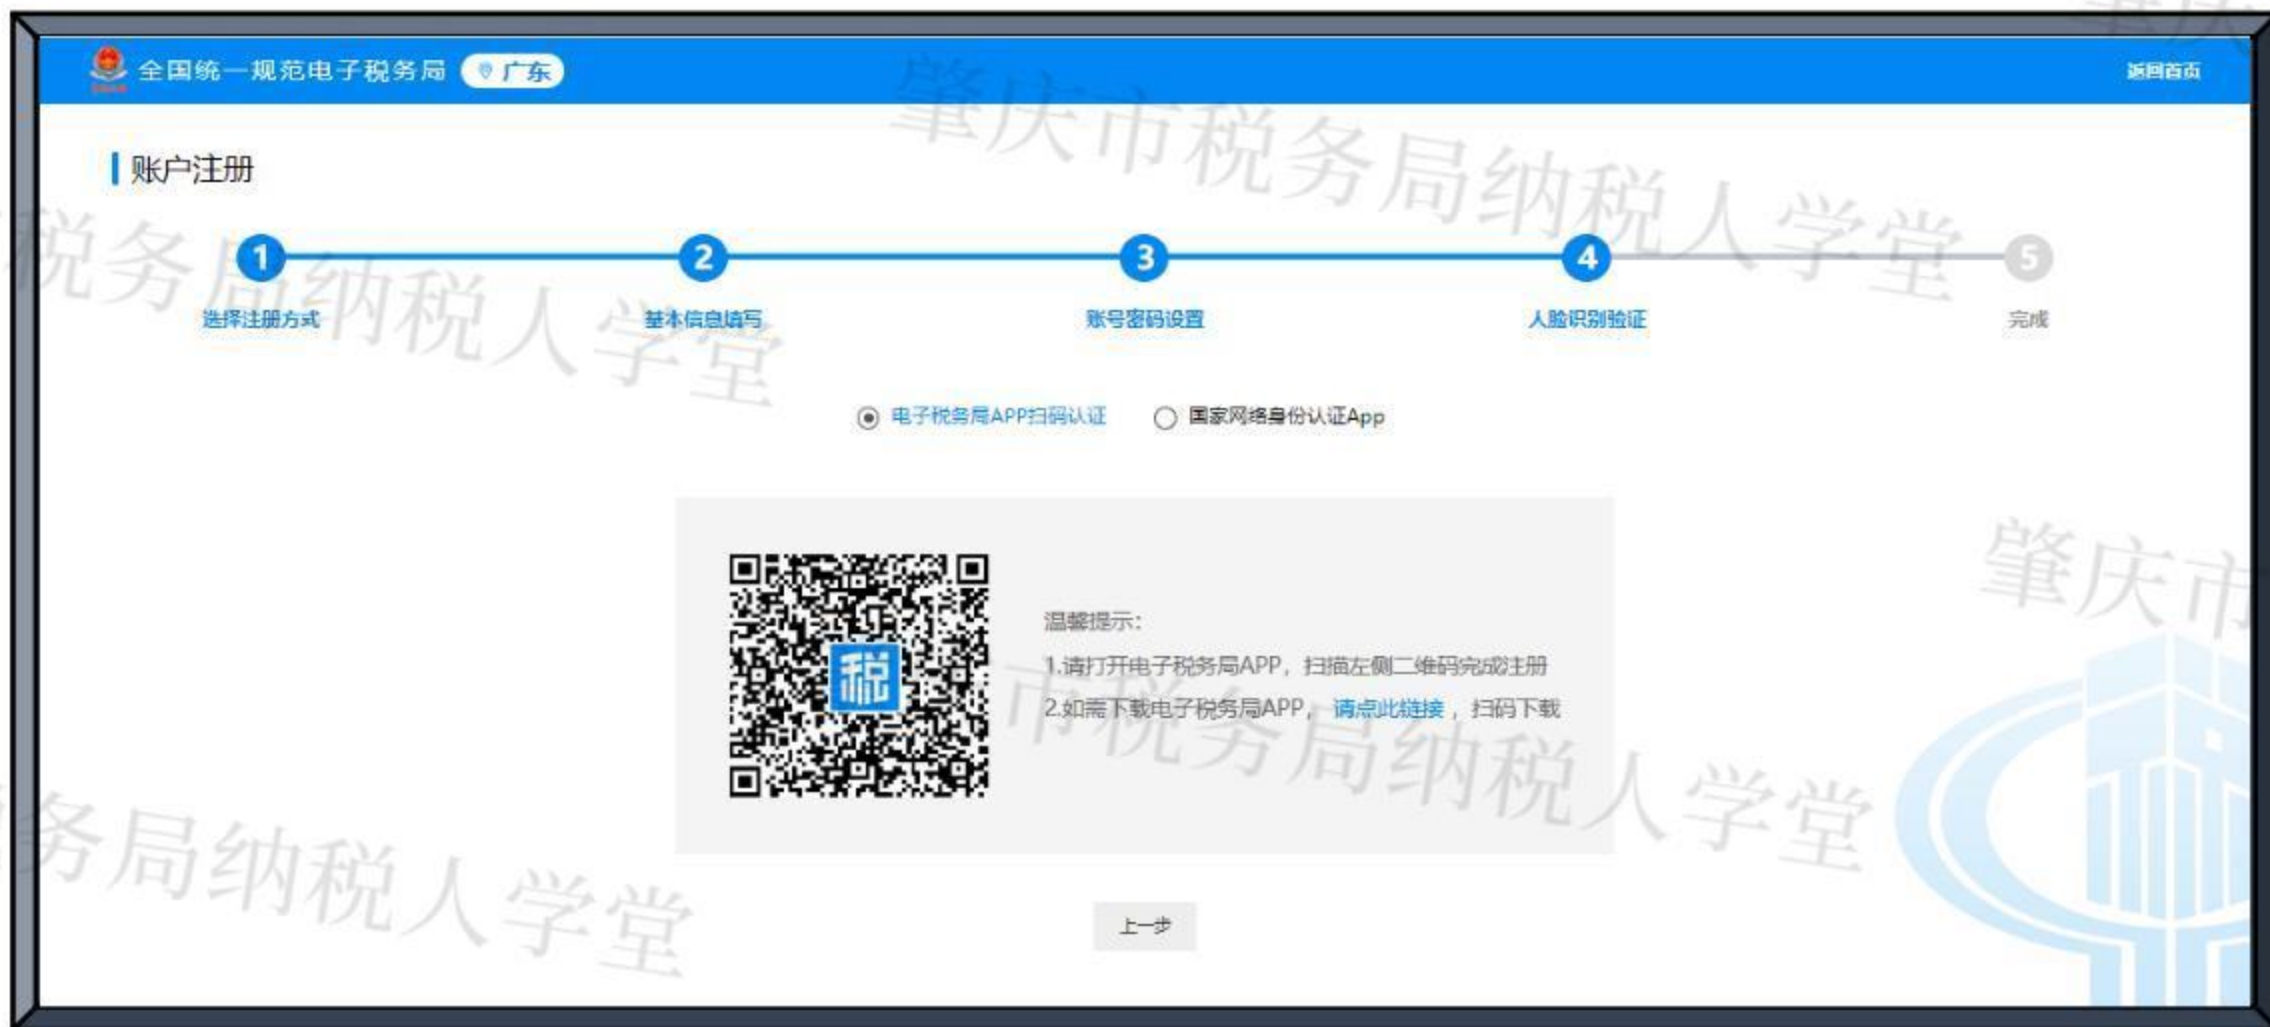 全国统一规范电子税务局 广东 返回首页
账户注册
1 2 3 4 5
选择注册方式 基本信息填写 账号密码设置 人脸识别验证 完成
电子税务局APP扫码认证 国家网络身份认证App
税
温馨提示：
1.请打开电子税务局APP，扫描左侧二维码完成注册
2.如需下载电子税务局APP，请点此链接，扫码下载
上一步
肇庆市税务局纳税人学堂
税务局纳税人学堂
肇庆市
市税务局纳税人学堂
务局纳税人学堂